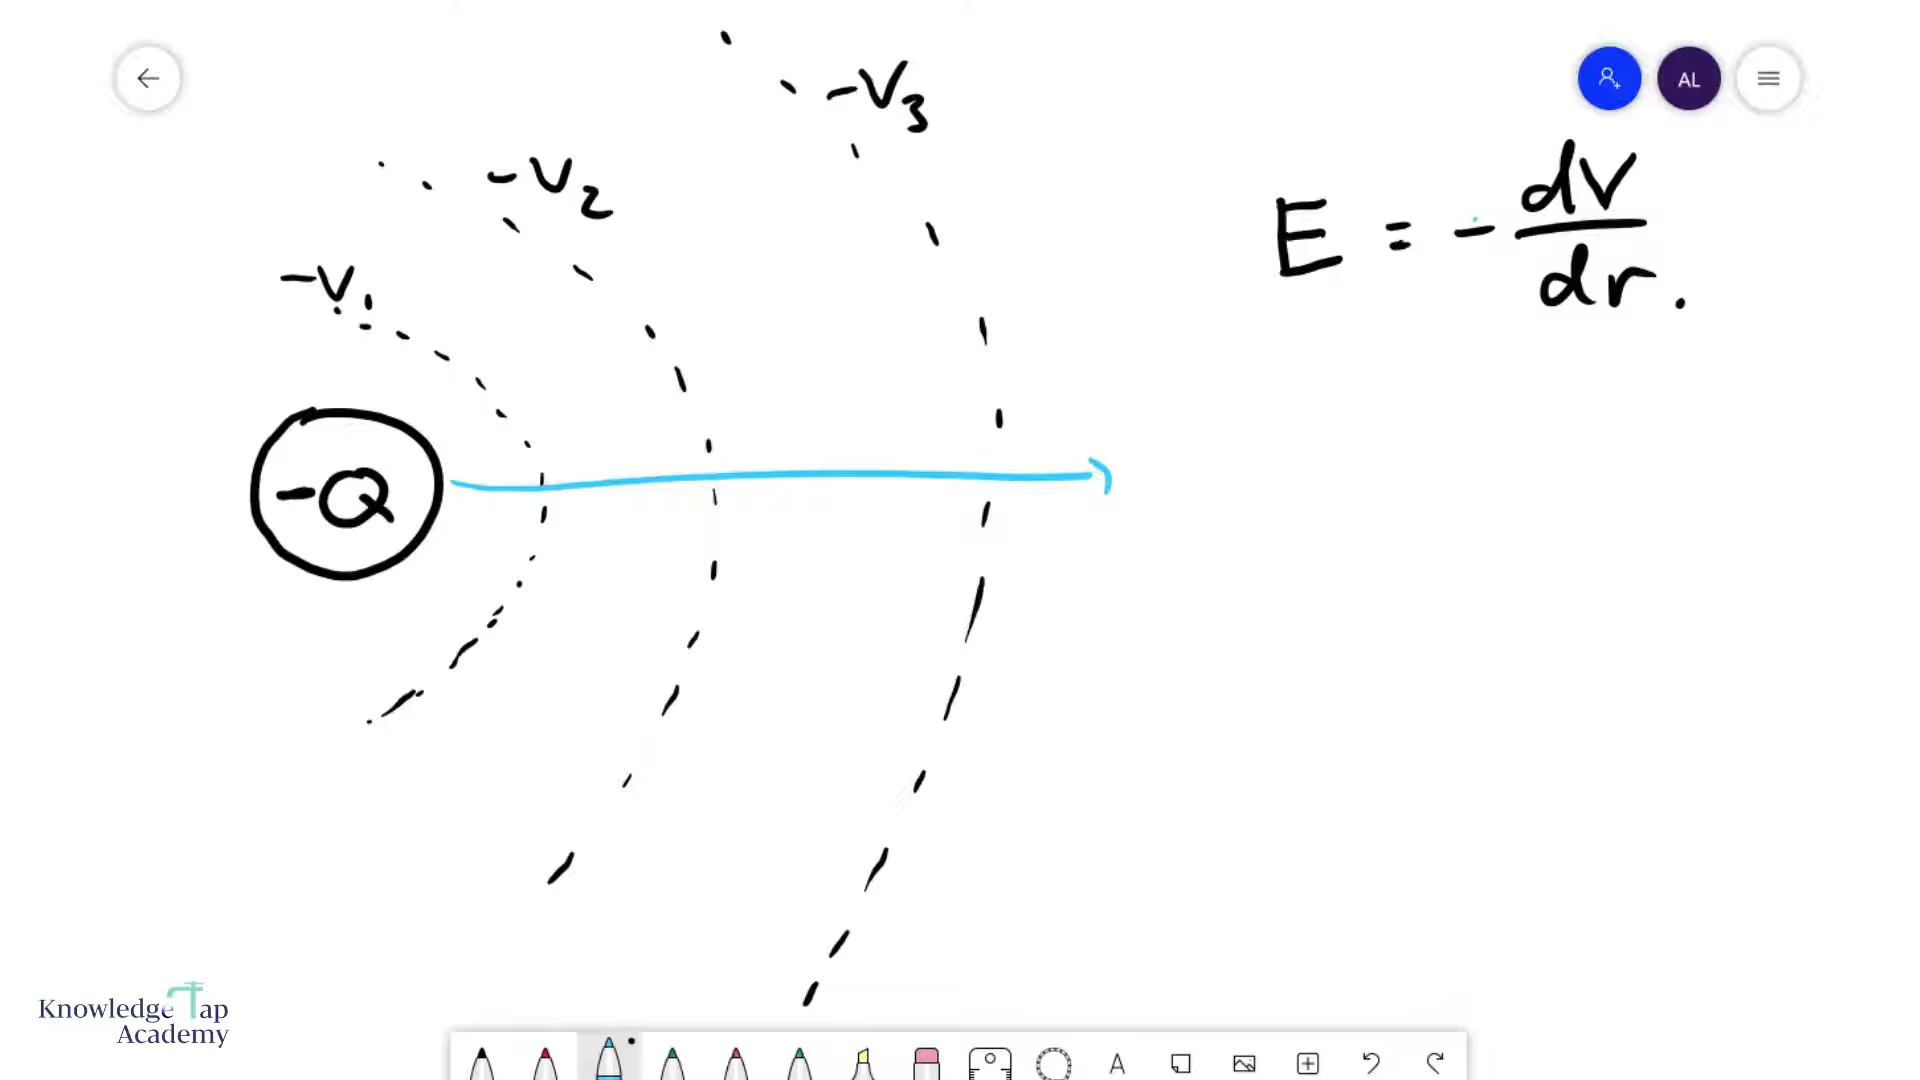 -V3
-V2
-V1
AL
E = - dV/dr.
-Q
Knowledge Tap
Academy
A